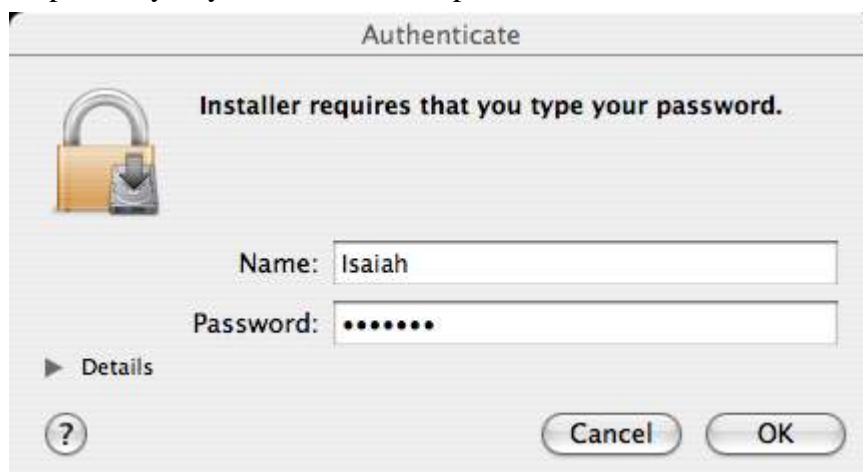 Authenticate
Installer requires that you type your password.
Name: Isaiah
Password: •••••••
Details
? Cancel OK